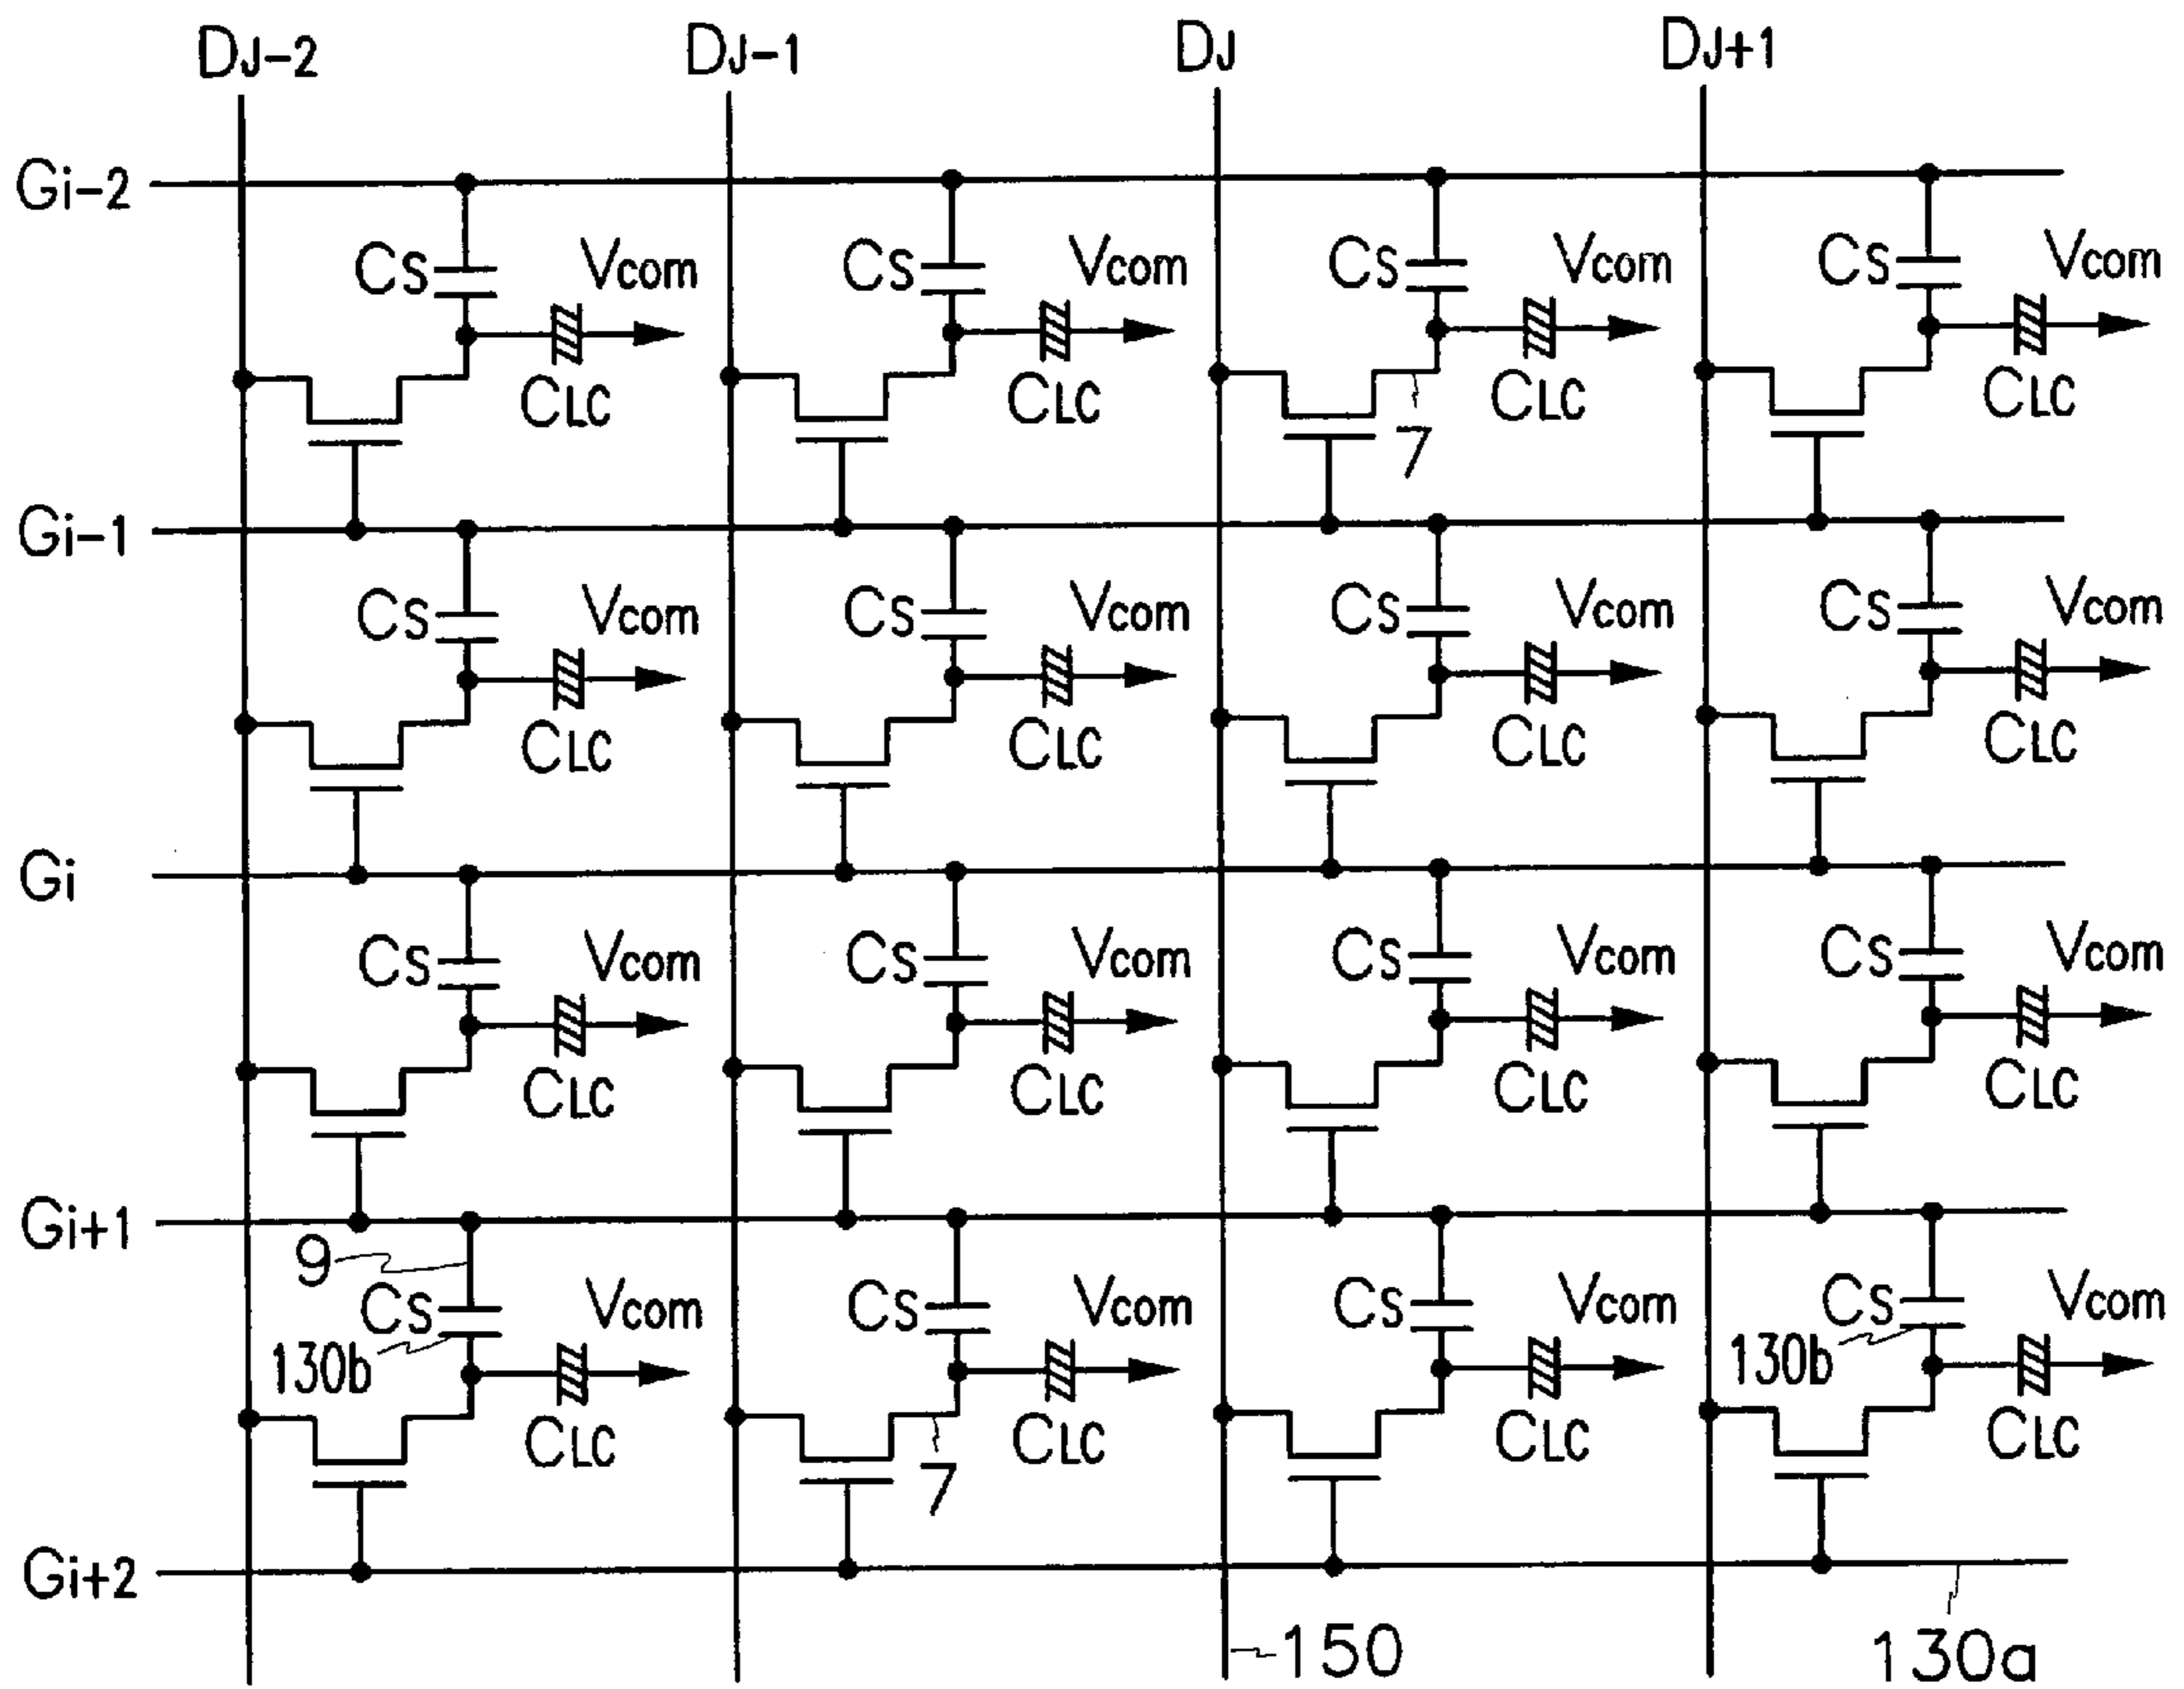 DJ-2 DJ-1 DJ DJ+1
Gi-2
Cs Vcom Cs Vcom Cs Vcom Cs Vcom
CLC CLC CLC CLC
7
Gi-1
Cs Vcom Cs Vcom Cs Vcom Cs Vcom
CLC CLC CLC CLC
Gi
Cs Vcom Cs Vcom Cs Vcom Cs Vcom
CLC CLC CLC CLC
Gi+1
9
Cs Vcom Cs Vcom Cs Vcom Cs Vcom
130b 130b
CLC CLC CLC CLC
7
Gi+2
150 130a